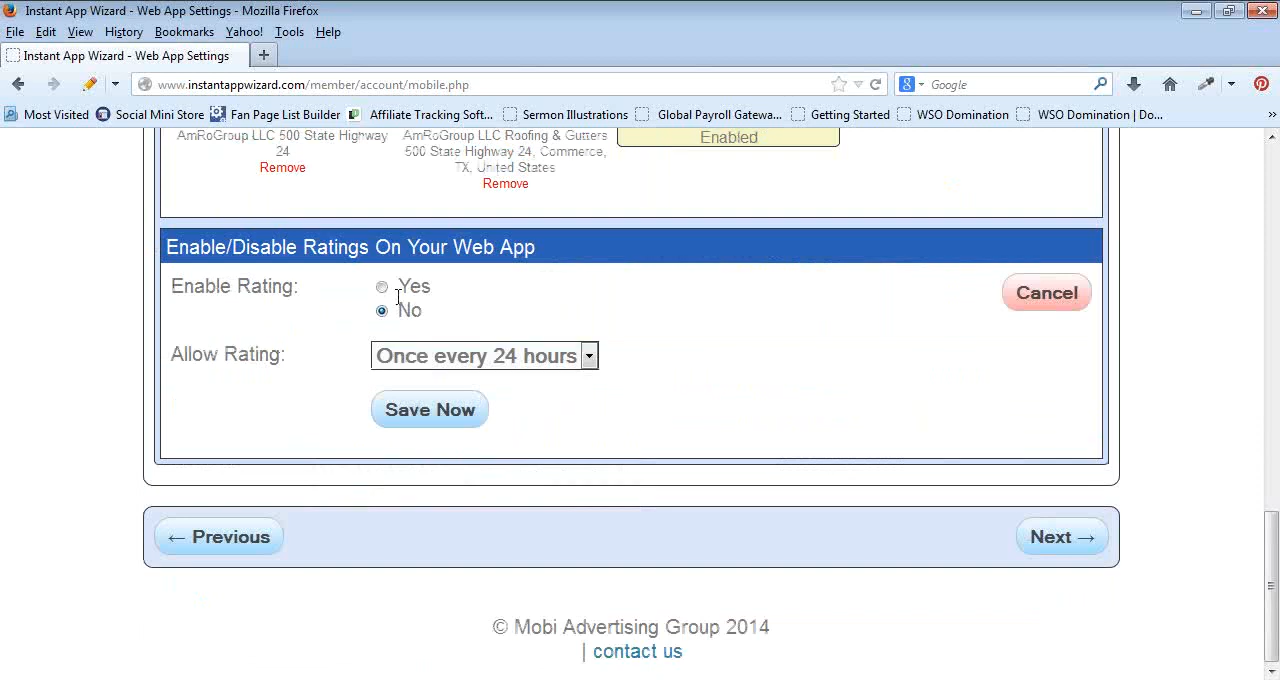 Instant App Wizard - Web App Settings - Mozilla Firefox
File Edit View History Bookmarks Yahoo! Tools Help
Instant App Wizard - Web App Settings
www.instantappwizard.com/member/account/mobile.php
Google
Most Visited Social Mini Store Fan Page List Builder Affiliate Tracking Soft... Sermon Illustrations Global Payroll Gatewa... Getting Started WSO Domination WSO Domination | Do...
AmRoGroup LLC 500 State Highway 24
Remove
AmRoGroup LLC Roofing & Gutters
500 State Highway 24, Commerce,
TX, United States
Remove
Enabled
Enable/Disable Ratings On Your Web App
Enable Rating:
Yes
No
Cancel
Allow Rating:
Once every 24 hours
Save Now
← Previous
Next →
© Mobi Advertising Group 2014
| contact us